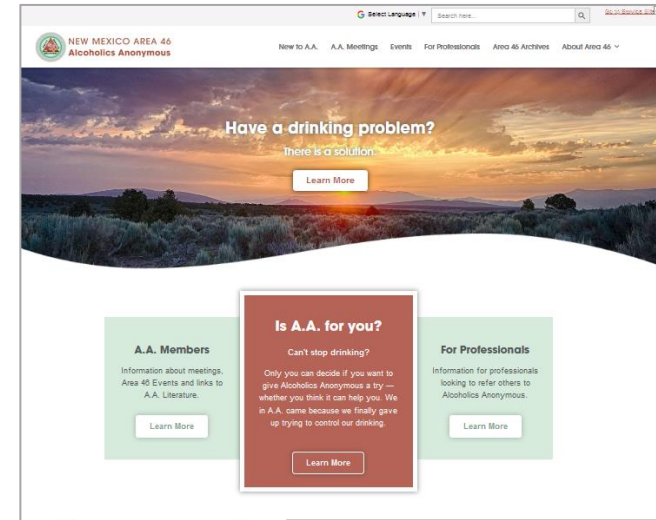 Select Language
Search here...
Go to Service Site
NEW MEXICO AREA 46
Alcoholics Anonymous
New to A.A.
A.A. Meetings
Events
For Professionals
Area 46 Archives
About Area 46
Have a drinking problem?
There is a solution.
Learn More
A.A. Members
Information about meetings,
Area 46 Events and links to
A.A. Literature.
Learn More
Is A.A. for you?
Can't stop drinking?
Only you can decide if you want to
give Alcoholics Anonymous a try —
whether you think it can help you. We
in A.A. came because we finally gave
up trying to control our drinking.
Learn More
For Professionals
Information for professionals
looking to refer others to
Alcoholics Anonymous.
Learn More